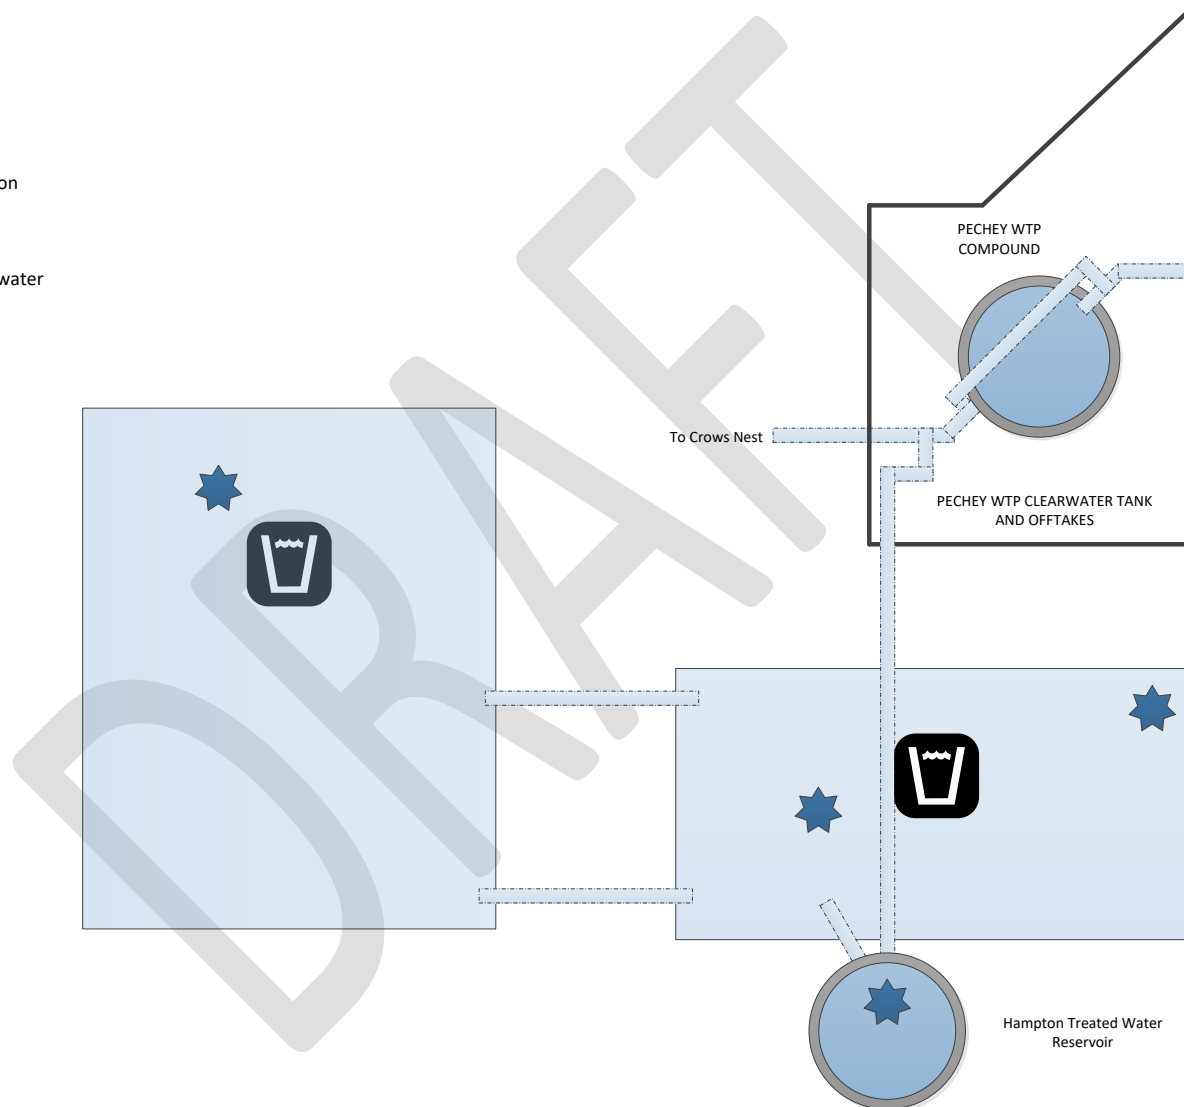 on
water
PECHEY WTP
COMPOUND
To Crows Nest
PECHEY WTP CLEARWATER TANK
AND OFFTAKES
Hampton Treated Water
Reservoir
DRAFT